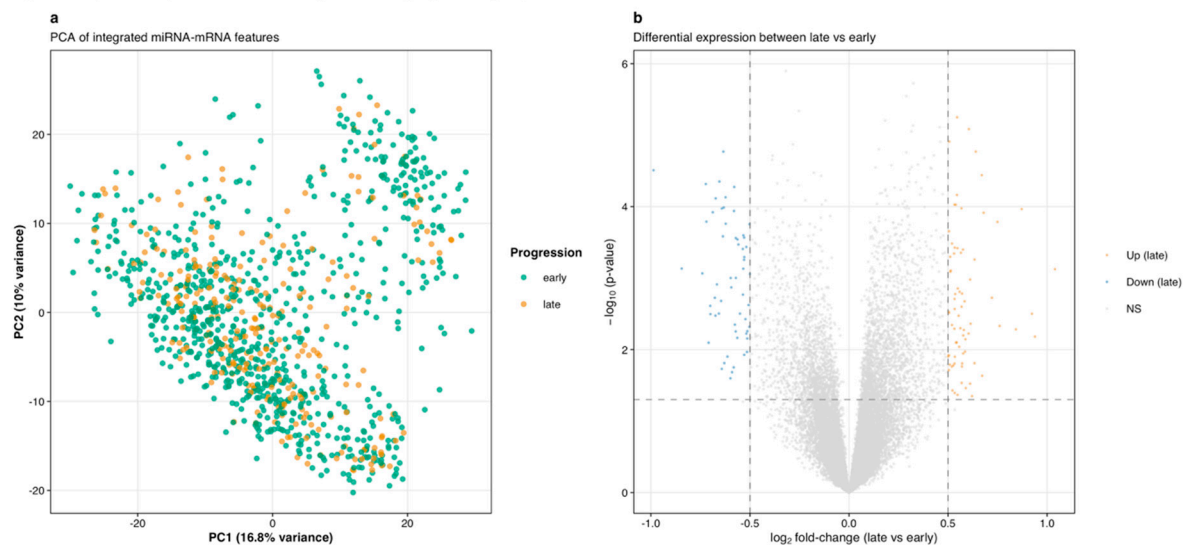 a
PCA of integrated miRNA-mRNA features
20
10
0
-10
-20
PC2 (10% variance)
-20
0
20
PC1 (16.8% variance)
Progression
early
late
b
Differential expression between late vs early
6
4
2
0
−log10 (p-value)
-1.0
-0.5
0.0
0.5
1.0
log2 fold-change (late vs early)
Up (late)
Down (late)
NS